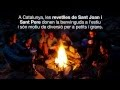 A Catalunya, les revetlles de Sant Joan i
Sant Pere donen la benvinguda a l'estiu
i són motiu de diversió per a petits i grans.